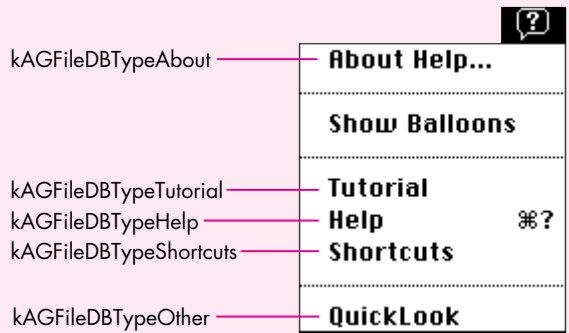 kAGFileDBTypeAbout About Help...
Show Balloons
kAGFileDBTypeTutorial Tutorial
kAGFileDBTypeHelp Help ⌘?
kAGFileDBTypeShortcuts Shortcuts
kAGFileDBTypeOther QuickLook